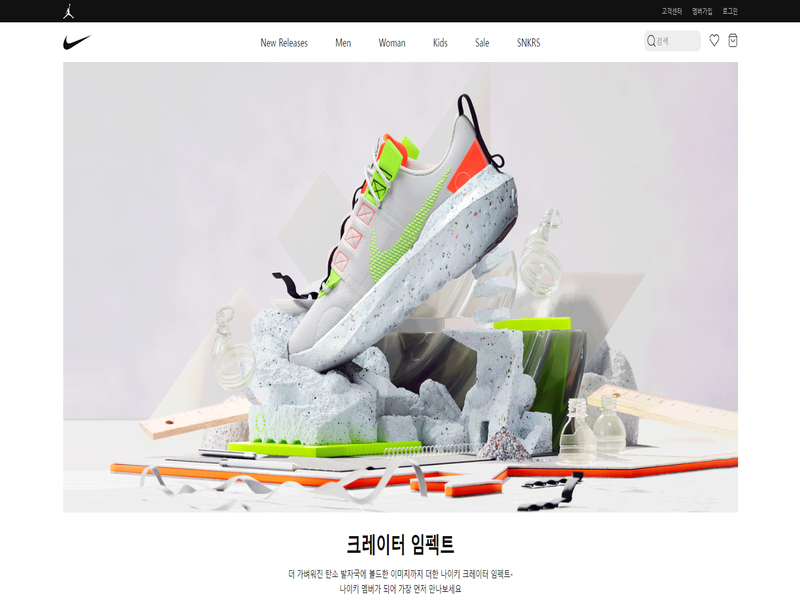 고객센터 멤버가입 로그인
New Releases Men Woman Kids Sale SNKRS 검색
크레이터 임펙트
더 가벼워진 탄소 발자국에 볼드한 이미지까지 더한 나이키 크레이터 임펙트-
나이키 멤버가 되어 가장 먼저 만나보세요